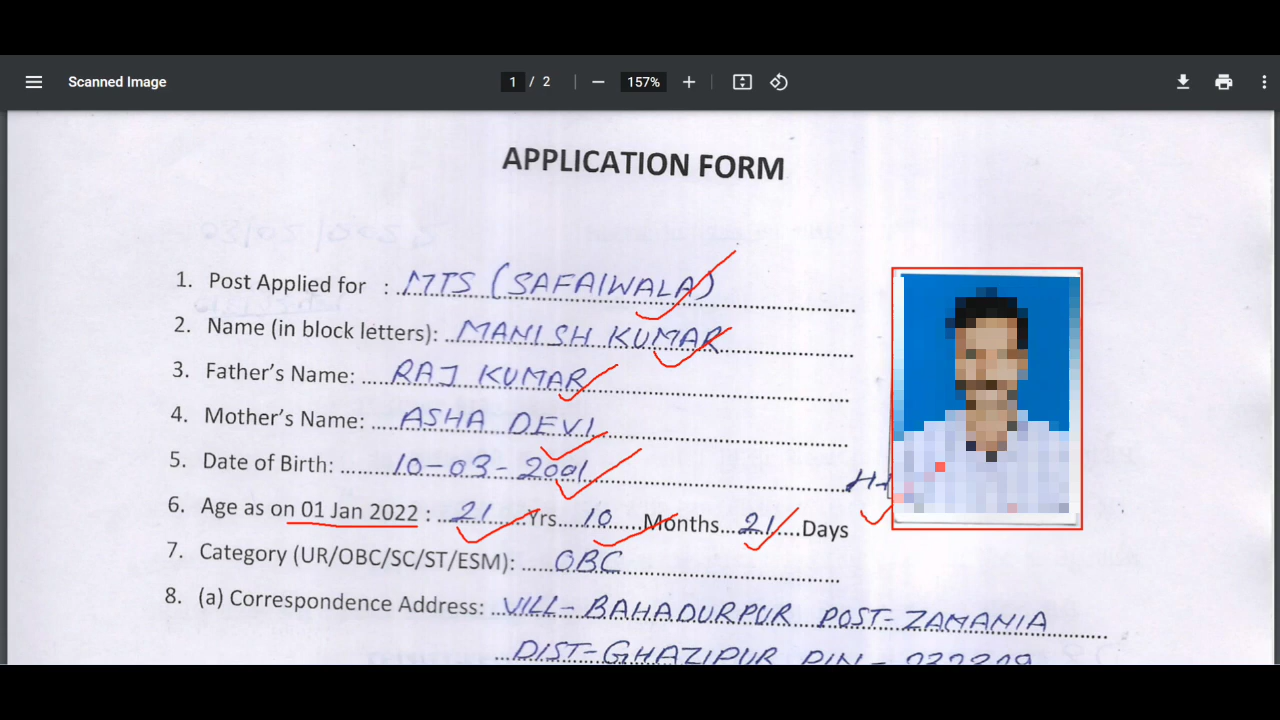 Scanned Image
1 / 2
157%
APPLICATION FORM
1. Post Applied for : MTS (SAFAIWALA)
2. Name (in block letters): MANISH KUMAR
3. Father's Name: RAJ KUMAR
4. Mother's Name: ASHA DEVI
5. Date of Birth: 10-03-2001
6. Age as on 01 Jan 2022 : 21 Yrs 10 Months 21 Days
7. Category (UR/OBC/SC/ST/ESM): OBC
8. (a) Correspondence Address: VILL- BAHADURPUR POST-ZAMANIA
DIST-GHAZIPUR PIN-